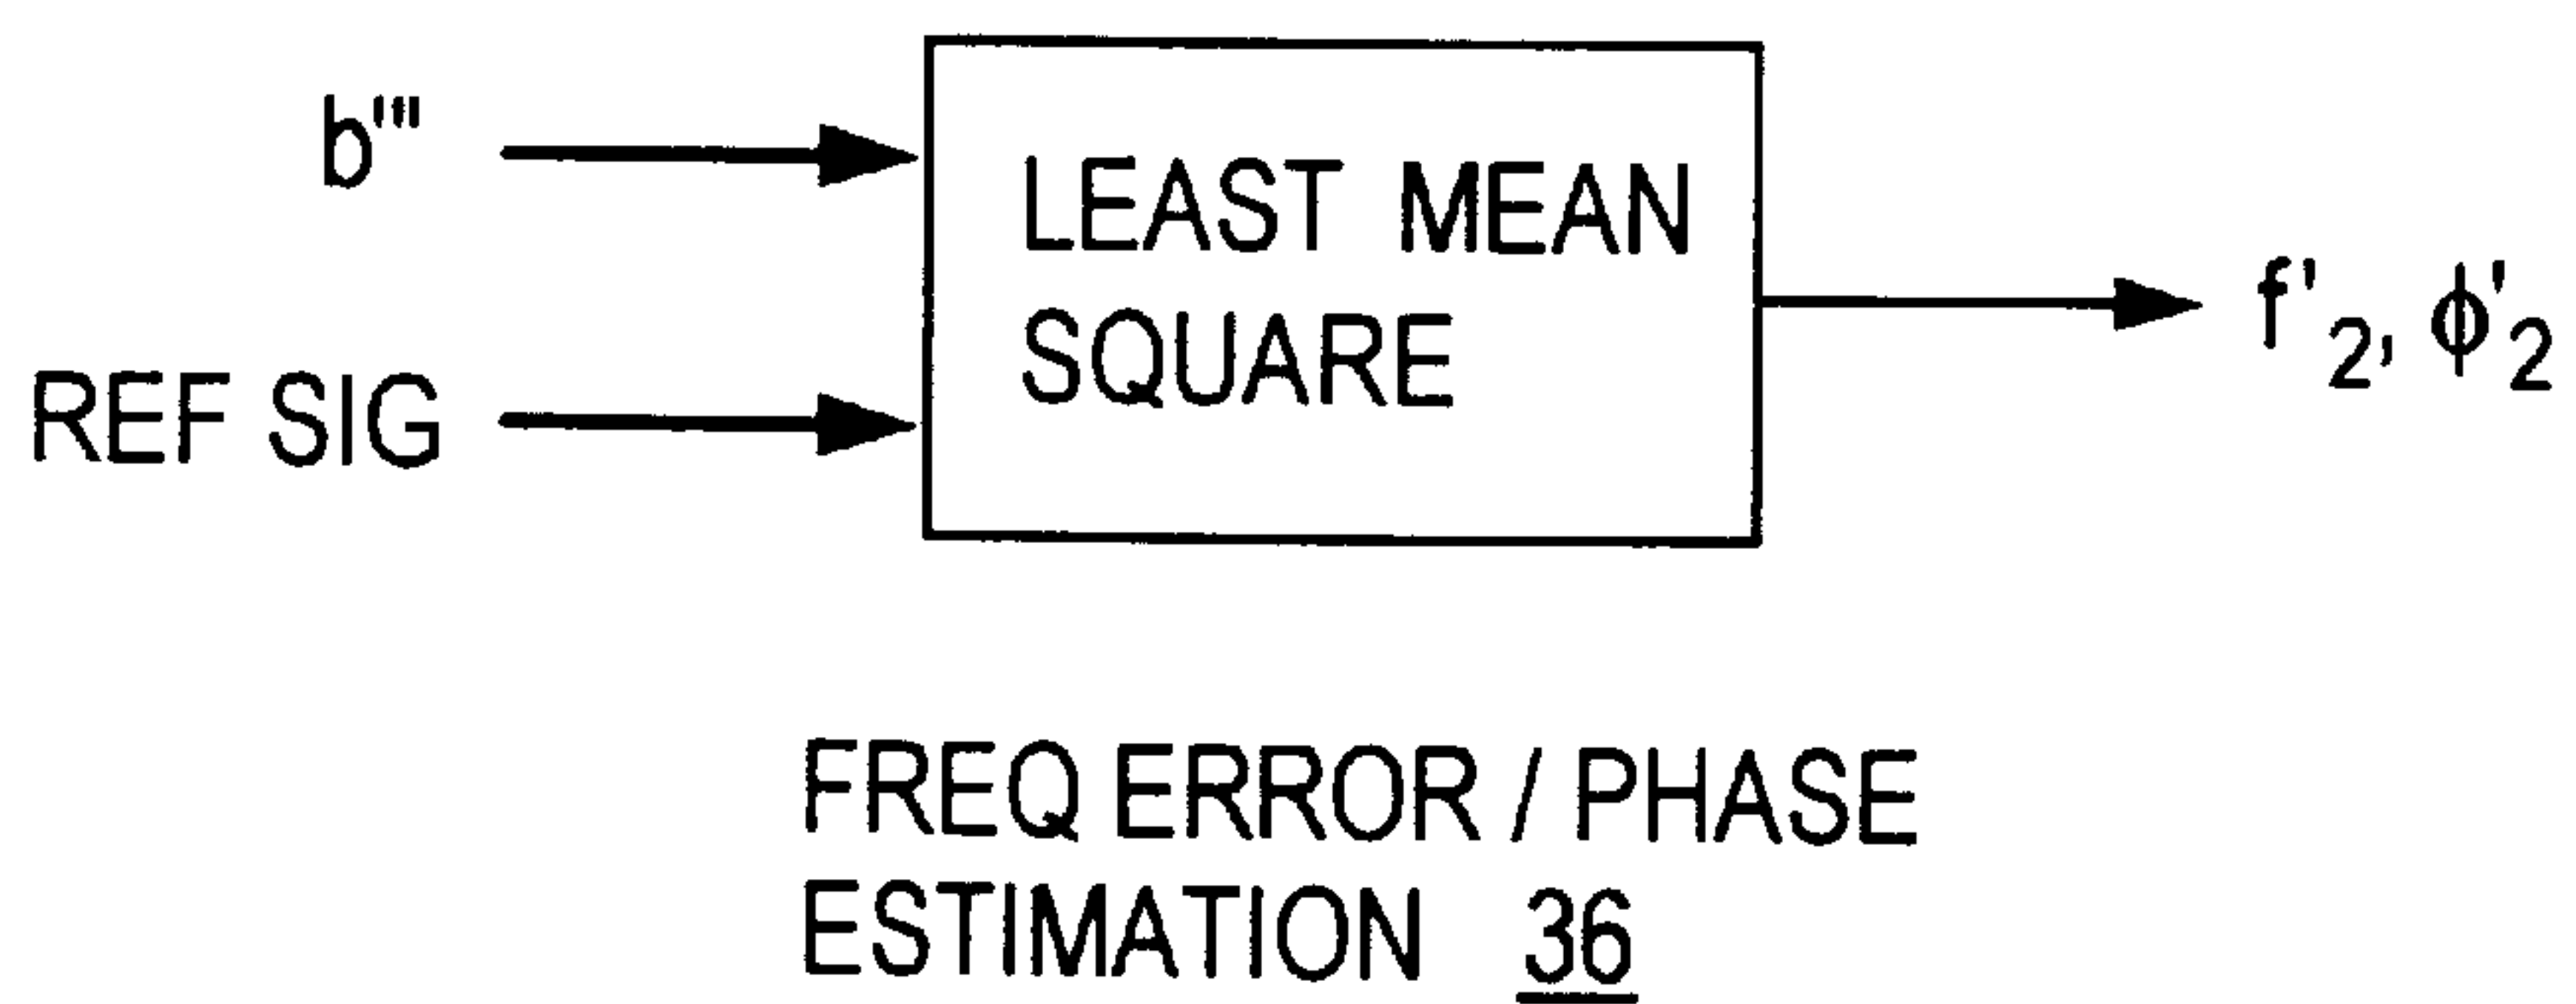 b'''
LEAST MEAN
SQUARE
REF SIG
f'2, ϕ'2
FREQ ERROR / PHASE
ESTIMATION 36